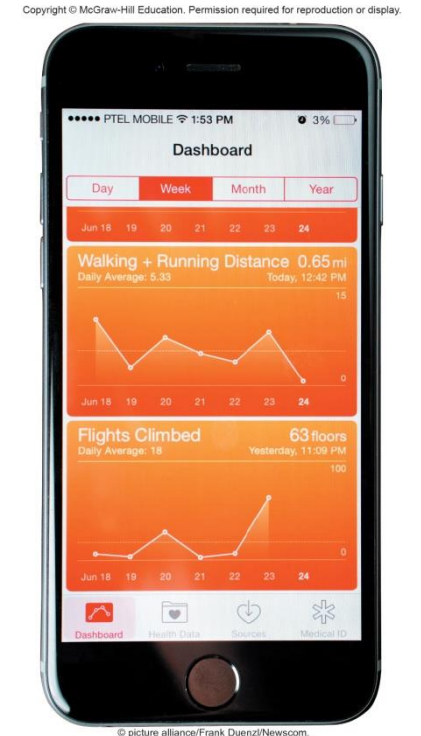 Copyright © McGraw-Hill Education. Permission required for reproduction or display.
●●●●● PTEL MOBILE 1:53 PM 3%
Dashboard
Day Week Month Year
Jun 18 19 20 21 22 23 24
Walking + Running Distance 0.65 mi
Daily Average: 5.33 Today, 12:42 PM
15
0
Jun 18 19 20 21 22 23 24
Flights Climbed 63 floors
Daily Average: 18 Yesterday, 11:09 PM
100
0
Jun 18 19 20 21 22 23 24
Dashboard Health Data Sources Medical ID
© picture alliance/Frank Duenzl/Newscom.